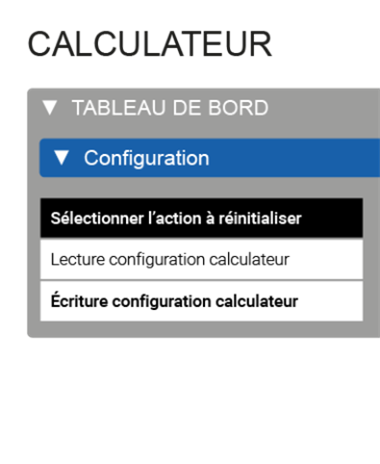 CALCULATEUR
▼ TABLEAU DE BORD
▼ Configuration
Sélectionner l’action à réinitialiser
Lecture configuration calculateur
Écriture configuration calculateur